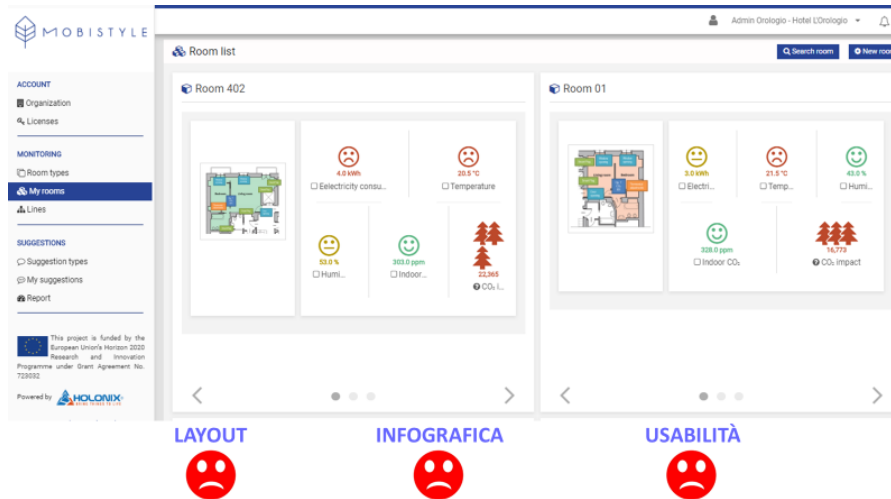 MOBISTYLE
Admin Orologio - Hotel L'Orologio
Room list
Search room
New room
ACCOUNT
Organization
Licenses
MONITORING
Room types
My rooms
Lines
SUGGESTIONS
Suggestion types
My suggestions
Report
This project is funded by the
European Union's Horizon 2020
Research and Innovation
Programme under Grant Agreement No.
723032
Powered by HOLONIX
Room 402
4.0 kWh
Eelectricity consu...
20.5 °C
Temperature
53.0 %
Humi...
303.0 ppm
Indoor...
22,365
CO₂ i...
Room 01
3.0 kWh
Electri...
21.5 °C
Temp...
43.0 %
Humi...
328.0 ppm
Indoor CO₂
16,773
CO₂ impact
LAYOUT
INFOGRAFICA
USABILITÀ